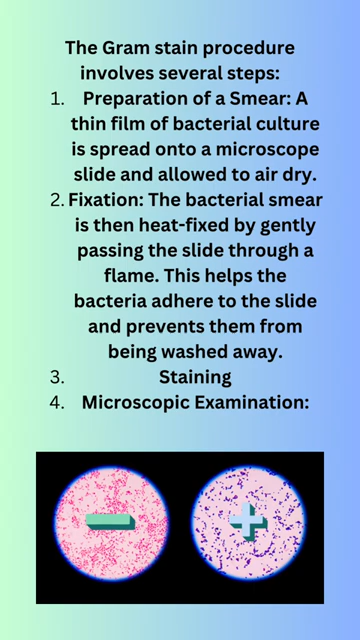 The Gram stain procedure
involves several steps:
1. Preparation of a Smear: A
thin film of bacterial culture
is spread onto a microscope
slide and allowed to air dry.
2. Fixation: The bacterial smear
is then heat-fixed by gently
passing the slide through a
flame. This helps the
bacteria adhere to the slide
and prevents them from
being washed away.
3. Staining
4. Microscopic Examination: